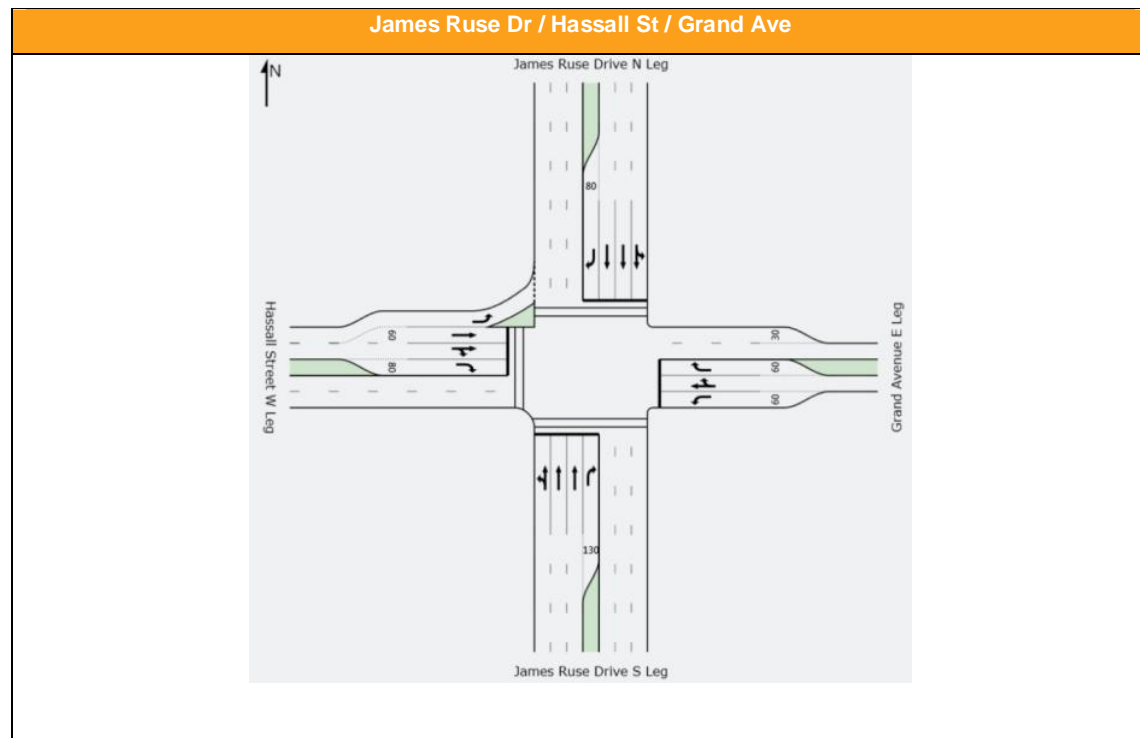 James Ruse Dr / Hassall St / Grand Ave
N
James Ruse Drive N Leg
80
Hassall Street W Leg
60
80
30
60
60
Grand Avenue E Leg
130
James Ruse Drive S Leg